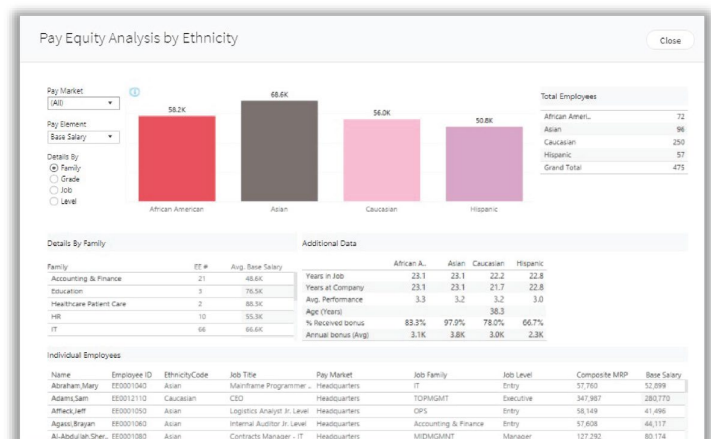 Pay Equity Analysis by Ethnicity
Close
Pay Market
(All)
Pay Element
Base Salary
Details By
Family
Grade
Job
Level
58.2K
68.6K
56.0K
50.8K
African American
Asian
Caucasian
Hispanic
Total Employees
African Ameri.. 72
Asian 96
Caucasian 250
Hispanic 57
Grand Total 475
Details By Family
Family EE # Avg. Base Salary
Accounting & Finance 21 48.6K
Education 3 76.5K
Healthcare Patient Care 2 88.5K
HR 10 55.3K
IT 66 66.6K
Additional Data
African A.. Asian Caucasian Hispanic
Years in Job 23.1 23.1 22.2 22.8
Years at Company 23.1 23.1 21.7 22.8
Avg. Performance 3.3 3.2 3.2 3.0
Age (Years) 38.3
% Received bonus 83.3% 97.9% 78.0% 66.7%
Annual bonus (Avg) 3.1K 3.8K 3.0K 2.3K
Individual Employees
Name Employee ID EthnicityCode Job Title Pay Market Job Family Job Level Composite MRP Base Salary
Abraham,Mary EE0001040 Asian Mainframe Programmer .. Headquarters IT Entry 57,760 52,899
Adams,Sam EE0012110 Caucasian CEO Headquarters TOPMGMT Executive 347,987 280,770
Affleck,Jeff EE0001050 Asian Logistics Analyst Jr. Level Headquarters OPS Entry 58,149 41,496
Agassi,Brayan EE0001060 Asian Internal Auditor Jr. Level Headquarters Accounting & Finance Entry 57,608 44,117
Al-Abdullah,Sher.. EE0001080 Asian Contracts Manager - IT Headquarters MIDMGMNT Manager 127,292 80,174